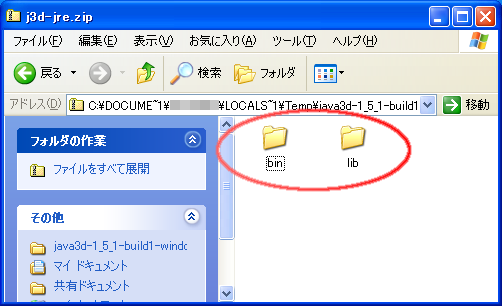 j3d-jre.zip
ファイル(F) 編集(E) 表示(V) お気に入り(A) ツール(T) ヘルプ(H)
戻る 検索 フォルダ
アドレス(D) C:¥DOCUME~1¥ ¥LOCALS~1¥Temp¥java3d-1_5_1-build1 移動
フォルダの作業
ファイルをすべて展開
その他
java3d-1_5_1-build1-windo
マイ ドキュメント
共有ドキュメント
bin lib